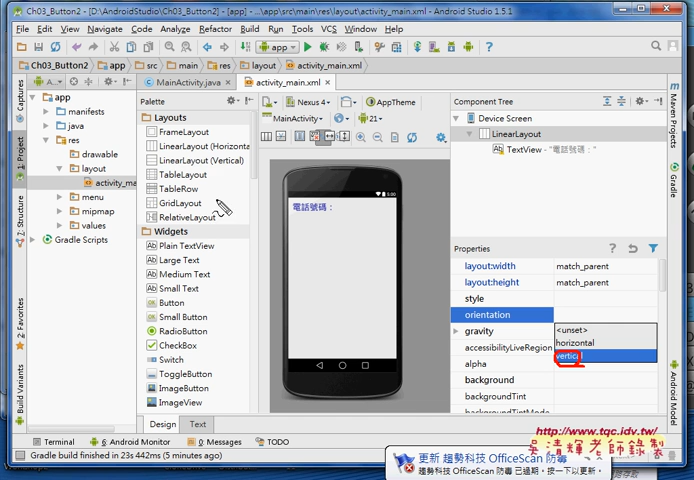 Ch03_Button2 - [D:\AndroidStudio\Ch03_Button2] - [app] - ...\app\src\main\res\layout\activity_main.xml - Android Studio 1.5.1
File Edit View Navigate Code Analyze Refactor Build Run Tools VCS Window Help
app
Ch03_Button2 app src main res layout activity_main.xml
A... MainActivity.java activity_main.xml
Captures
1: Project
7: Structure
2: Favorites
Build Variants
app
manifests
java
res
drawable
layout
activity_ma
menu
mipmap
values
Gradle Scripts
Palette
Layouts
FrameLayout
LinearLayout (Horizonta
LinearLayout (Vertical)
TableLayout
TableRow
GridLayout
RelativeLayout
Widgets
Plain TextView
Large Text
Medium Text
Small Text
Button
Small Button
RadioButton
CheckBox
Switch
ToggleButton
ImageButton
ImageView
Nexus 4 AppTheme
MainActivity 21
5:00
電話號碼：
Component Tree
Device Screen
LinearLayout
TextView - "電話號碼："
Properties
layout:width match_parent
layout:height match_parent
style
orientation
gravity <unset>
accessibilityLiveRegion horizontal
alpha vertical
background
backgroundTint
backgroundTintMode
Maven Projects
Gradle
Android Model
Design Text
Terminal 6: Android Monitor 0: Messages TODO
Gradle build finished in 23s 442ms (5 minutes ago)
http://www.tqc.idv.tw/
吳清輝老師錄製
更新 趨勢科技 OfficeScan 防毒
趨勢科技 OfficeScan 防毒 已過期。按一下以更新。